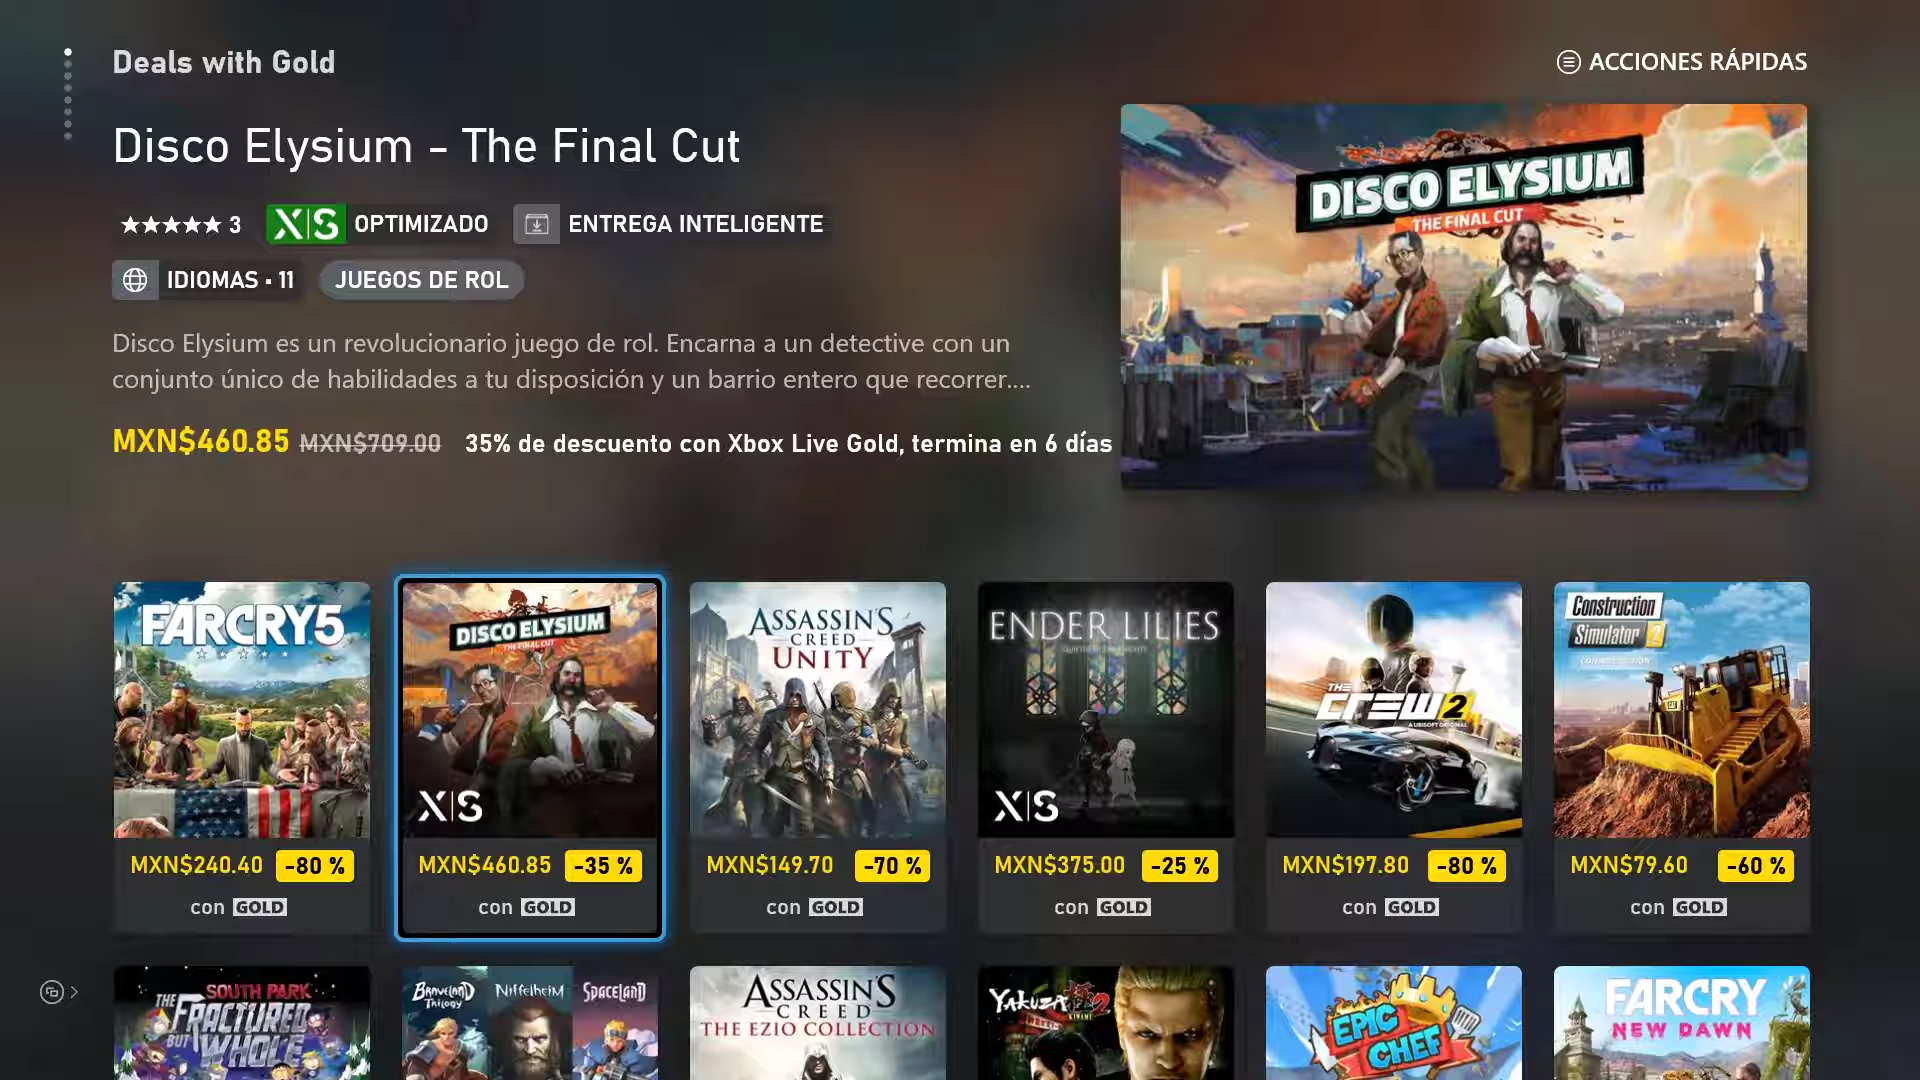 Deals with Gold
ACCIONES RÁPIDAS
Disco Elysium - The Final Cut
3 X|S OPTIMIZADO ENTREGA INTELIGENTE
IDIOMAS • 11 JUEGOS DE ROL
Disco Elysium es un revolucionario juego de rol. Encarna a un detective con un
conjunto único de habilidades a tu disposición y un barrio entero que recorrer....
MXN$460.85 MXN$709.00 35% de descuento con Xbox Live Gold, termina en 6 días
DISCO ELYSIUM
THE FINAL CUT
FARCRY5
MXN$240.40 -80 %
con GOLD
DISCO ELYSIUM
THE FINAL CUT
X|S
MXN$460.85 -35 %
con GOLD
ASSASSIN'S
CREED
UNITY
MXN$149.70 -70 %
con GOLD
ENDER LILIES
X|S
MXN$375.00 -25 %
con GOLD
THE
CREW 2
A UBISOFT ORIGINAL
MXN$197.80 -80 %
con GOLD
Construction
Simulator 2
CAT
MXN$79.60 -60 %
con GOLD
SOUTH PARK
THE FRACTURED
BUT WHOLE
Braveland
Trilogy
Niffelheim
SPACELAND
ASSASSIN'S
CREED
THE EZIO COLLECTION
YAKUZA 2
EPIC
CHEF
FARCRY
NEW DAWN